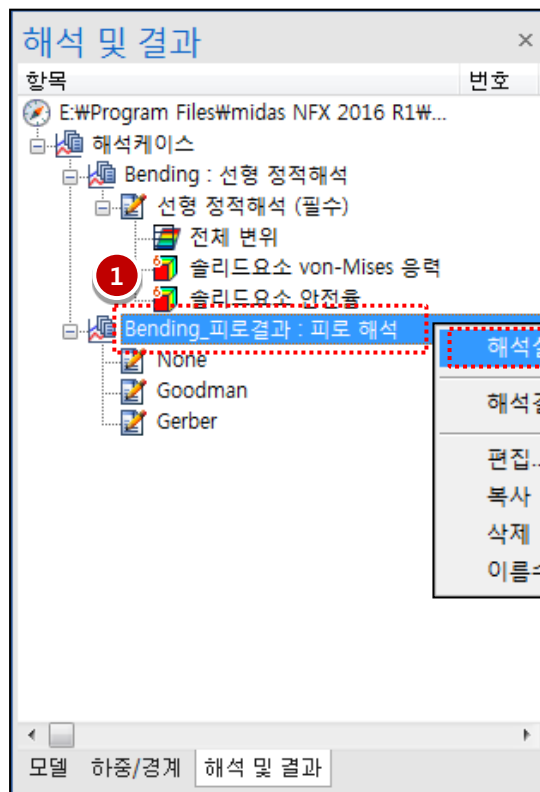 해석 및 결과
항목 번호
E:₩Program Files₩midas NFX 2016 R1₩...
해석케이스
Bending : 선형 정적해석
선형 정적해석 (필수)
전체 변위
1 솔리드요소 von-Mises 응력
솔리드요소 안전율
Bending_피로결과 : 피로 해석
None
Goodman
Gerber
편집..
복사
삭제
모델 하중/경계 해석 및 결과